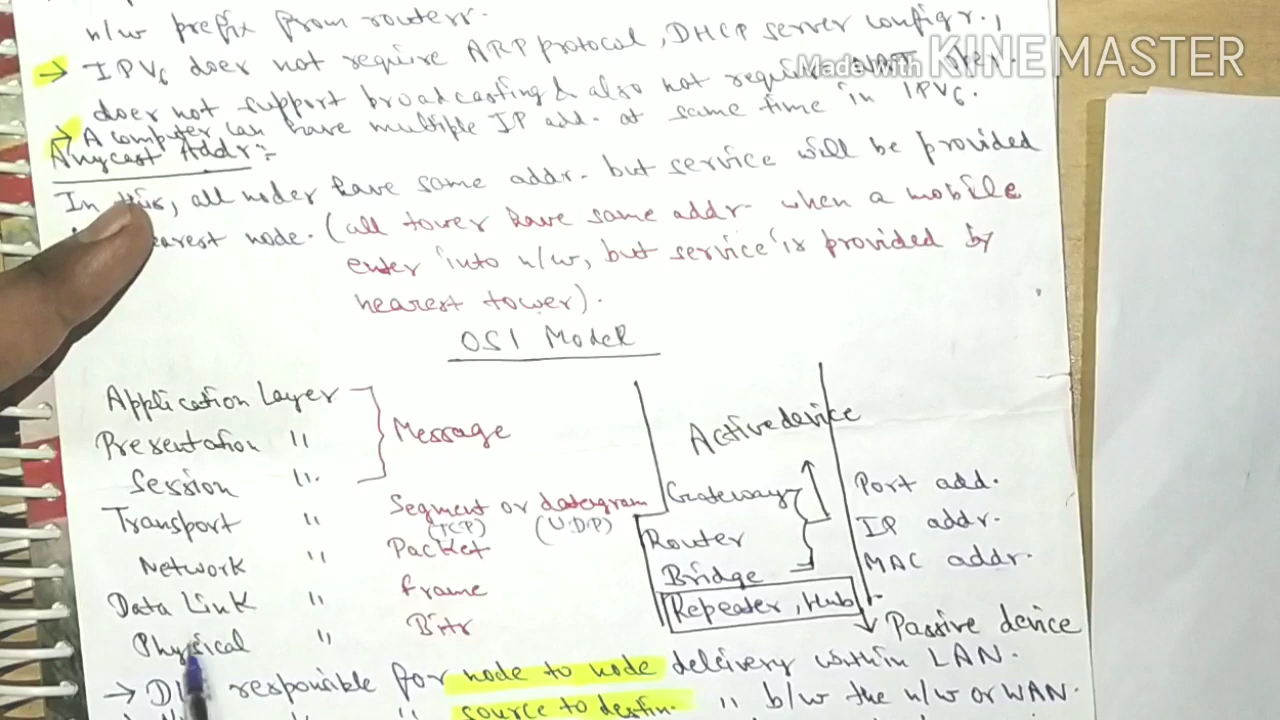 n/w prefix from routers.
→ IPV6 does not require ARP protocol, DHCP server configr.,
does not support broadcasting & also not require NAT oper.
→ A computer can have multiple IP add. at same time in IPV6.
Anycast Addr:-
In this, all nodes have same addr. but service will be provided
nearest node. (all tower have same addr. when a mobile
enter into n/w, but service is provided by
nearest tower).
OSI Model
Application Layer
Presentation "
Session "
Message
Transport " Segment or datagram
(TCP) (UDP)
Network " Packet
Data Link " frame
Physical " Bits
Active device
Gateway
Router
Bridge
Repeater, Hub
Port add.
IP addr.
MAC addr.
Passive device
→ responsible for node to node delivery within LAN.
" source to destin. " b/w the n/w or WAN.
Made with KINEMASTER